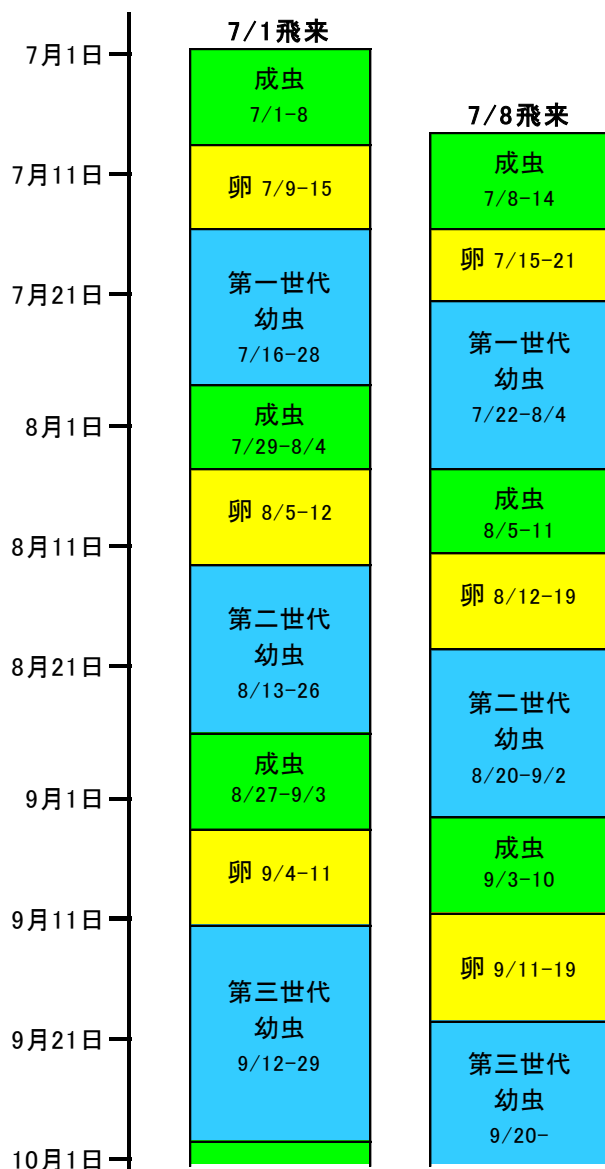 7月1日
7月11日
7月21日
8月1日
8月11日
8月21日
9月1日
9月11日
9月21日
10月1日
7/1飛来
成虫
7/1-8
卵 7/9-15
第一世代
幼虫
7/16-28
成虫
7/29-8/4
卵 8/5-12
第二世代
幼虫
8/13-26
成虫
8/27-9/3
卵 9/4-11
第三世代
幼虫
9/12-29
7/8飛来
成虫
7/8-14
卵 7/15-21
第一世代
幼虫
7/22-8/4
成虫
8/5-11
卵 8/12-19
第二世代
幼虫
8/20-9/2
成虫
9/3-10
卵 9/11-19
第三世代
幼虫
9/20-